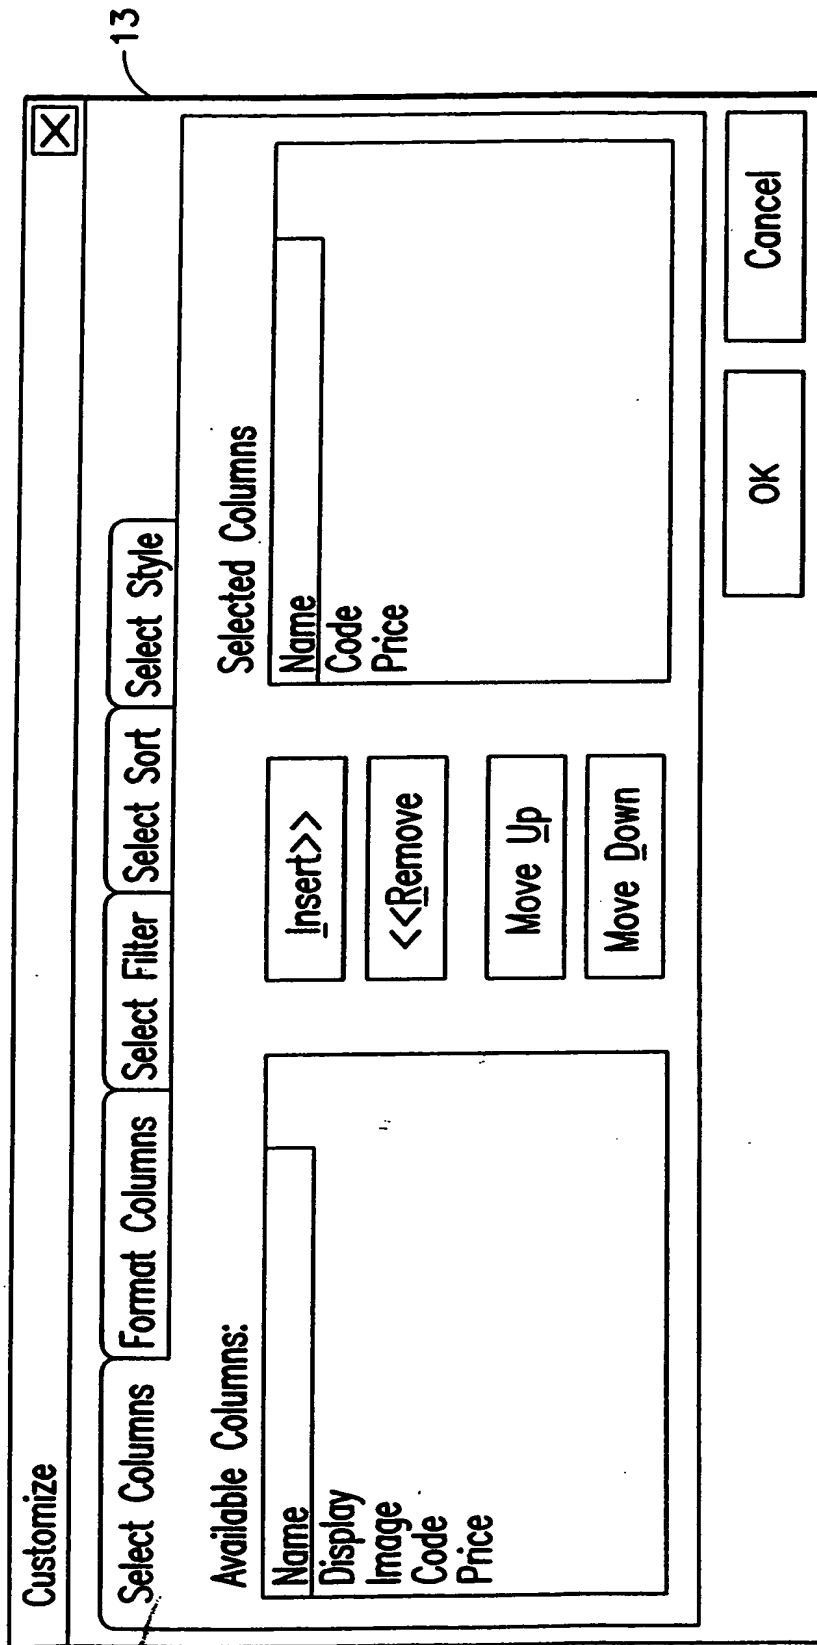 Customize
Select Columns
Format Columns
Select Filter
Select Sort
Select Style
Available Columns:
Name
Display
Image
Code
Price
Insert>>
<<Remove
Move Up
Move Down
Selected Columns
Name
Code
Price
OK
Cancel
13